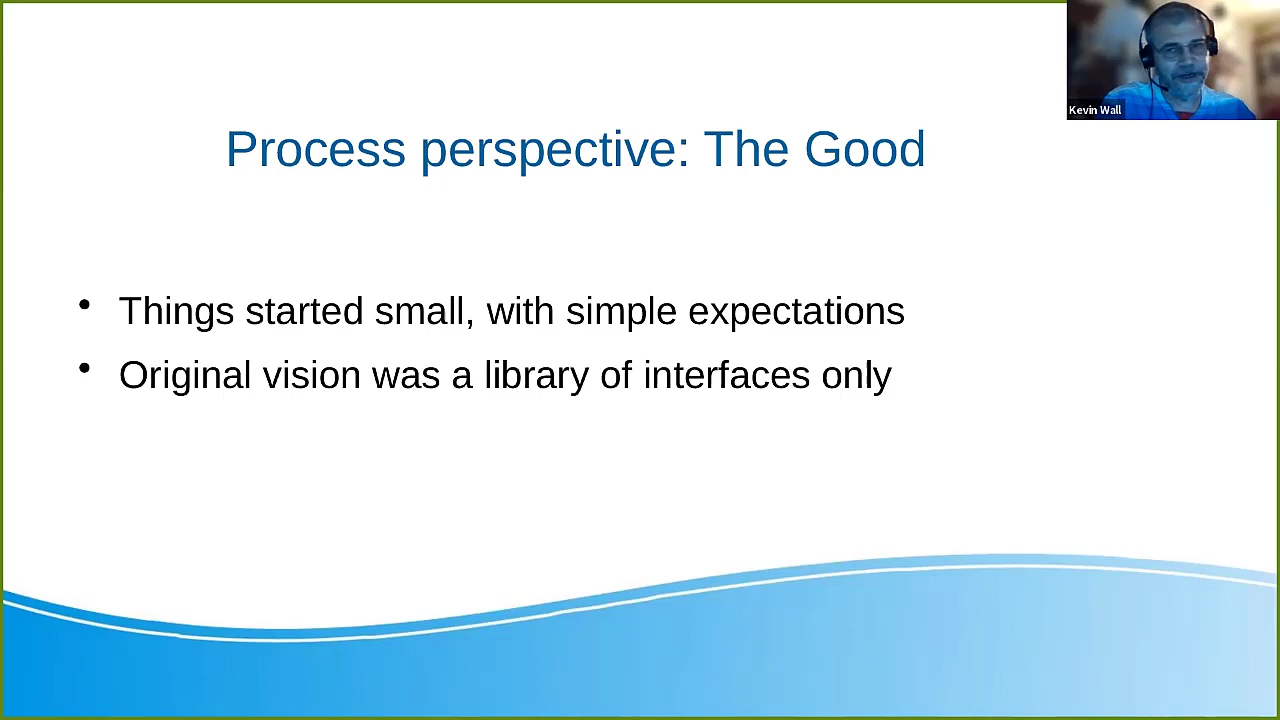 Kevin Wall
Process perspective: The Good
• Things started small, with simple expectations
• Original vision was a library of interfaces only